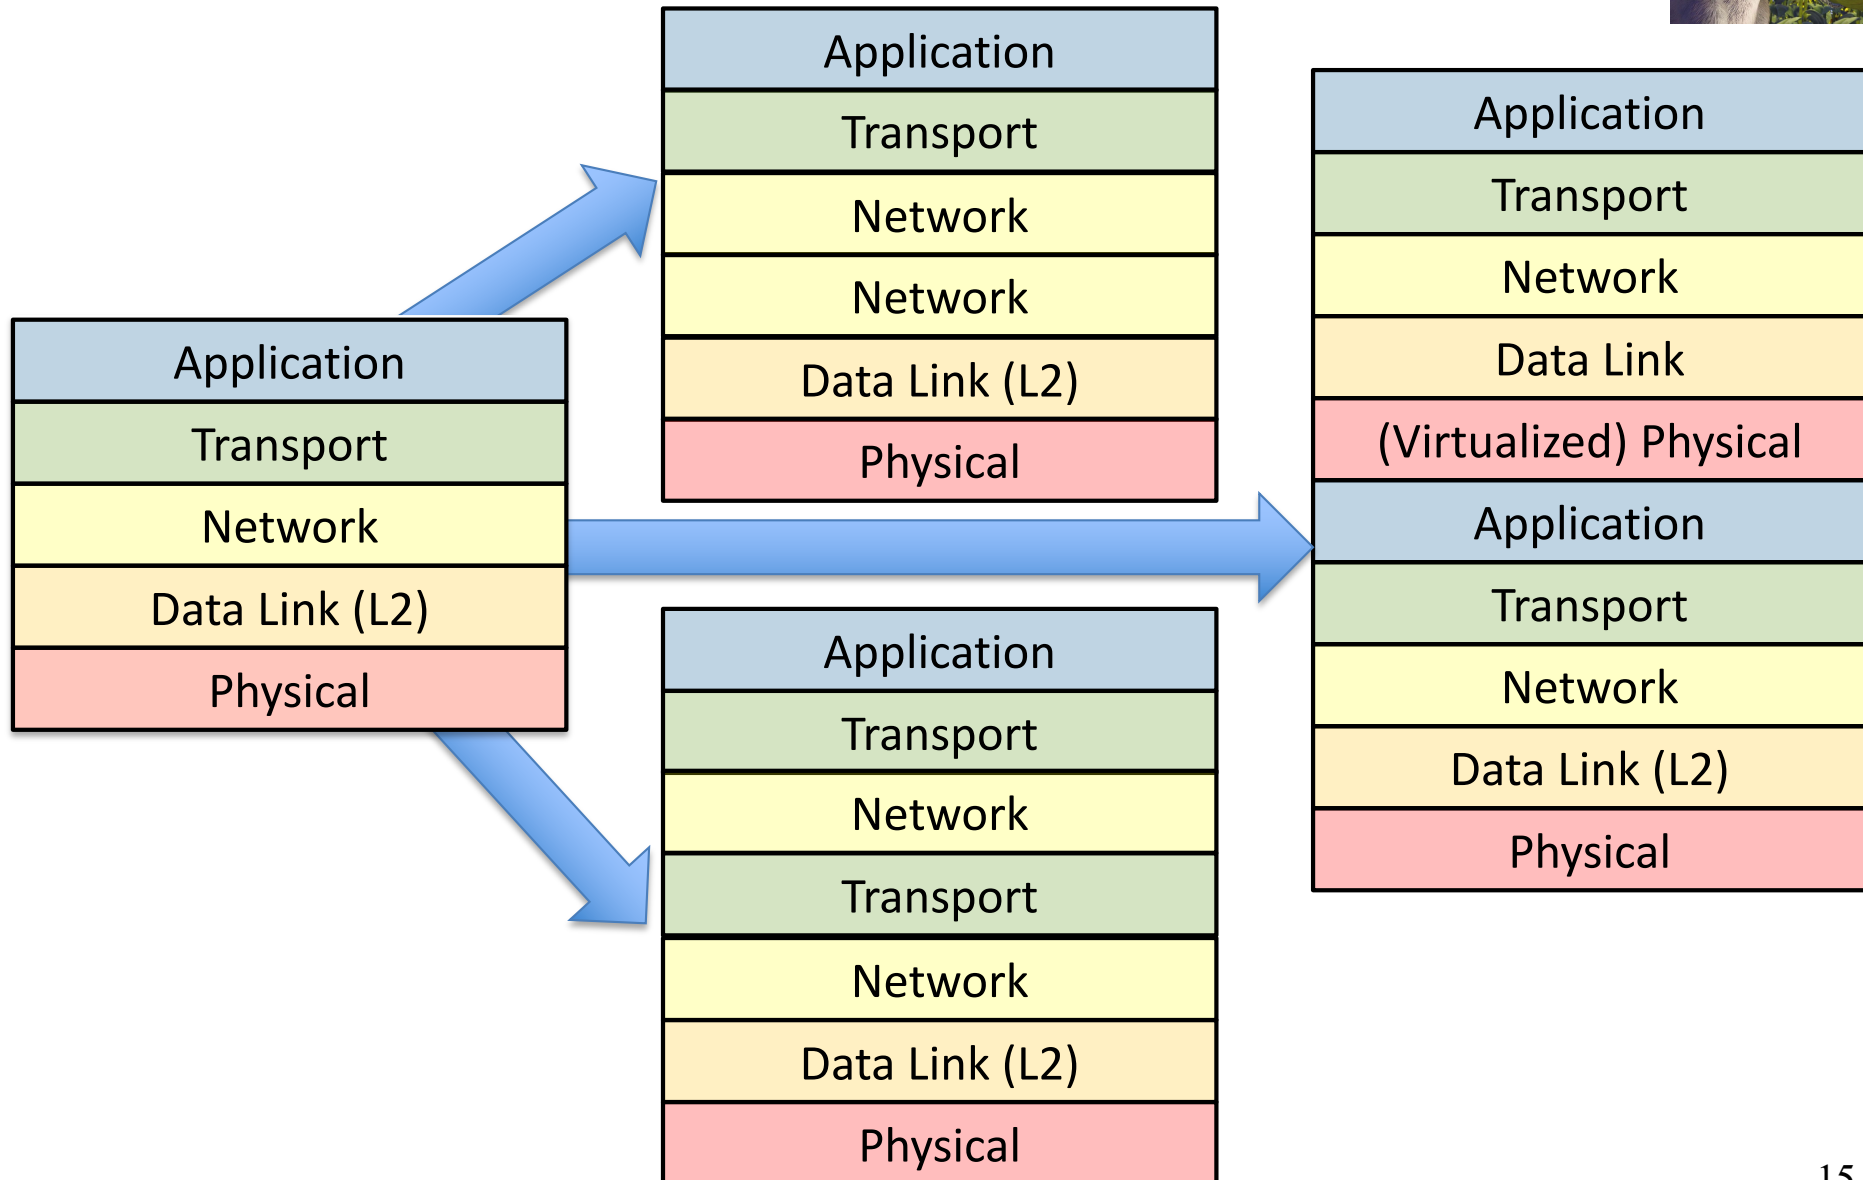 Application
Transport
Network
Data Link (L2)
Physical
Application
Transport
Network
Network
Data Link (L2)
Physical
Application
Transport
Network
Transport
Network
Data Link (L2)
Physical
Application
Transport
Network
Data Link
(Virtualized) Physical
Application
Transport
Network
Data Link (L2)
Physical
15